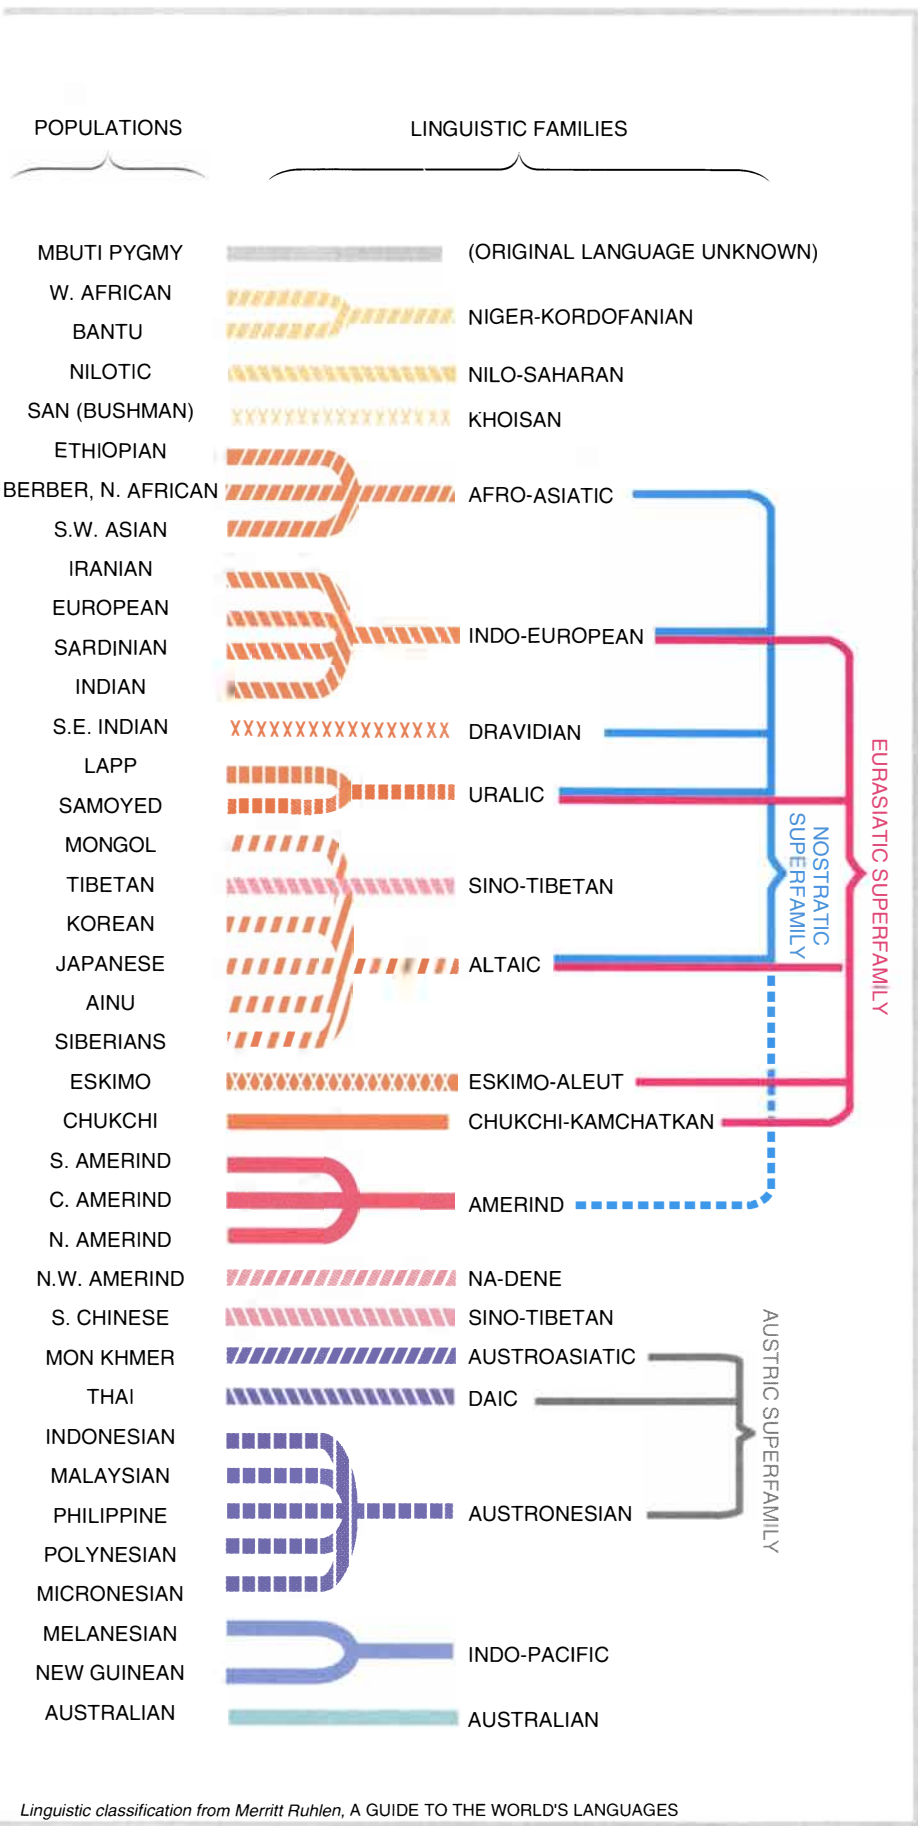 POPULATIONS
LINGUISTIC FAMILIES
MBUTI PYGMY
(ORIGINAL LANGUAGE UNKNOWN)
W. AFRICAN
BANTU
NIGER-KORDOFANIAN
NILOTIC
NILO-SAHARAN
SAN (BUSHMAN)
KHOISAN
ETHIOPIAN
BERBER, N. AFRICAN
S.W. ASIAN
AFRO-ASIATIC
IRANIAN
EUROPEAN
SARDINIAN
INDIAN
INDO-EUROPEAN
S.E. INDIAN
DRAVIDIAN
LAPP
SAMOYED
URALIC
MONGOL
TIBETAN
SINO-TIBETAN
KOREAN
JAPANESE
AINU
SIBERIANS
ALTAIC
ESKIMO
ESKIMO-ALEUT
CHUKCHI
CHUKCHI-KAMCHATKAN
S. AMERIND
C. AMERIND
N. AMERIND
AMERIND
N.W. AMERIND
NA-DENE
S. CHINESE
SINO-TIBETAN
MON KHMER
AUSTROASIATIC
THAI
DAIC
INDONESIAN
MALAYSIAN
PHILIPPINE
POLYNESIAN
MICRONESIAN
AUSTRONESIAN
MELANESIAN
NEW GUINEAN
INDO-PACIFIC
AUSTRALIAN
AUSTRALIAN
NOSTRATIC
SUPERFAMILY
EURASIATIC SUPERFAMILY
AUSTRIC SUPERFAMILY
Linguistic classification from Merritt Ruhlen, A GUIDE TO THE WORLD'S LANGUAGES